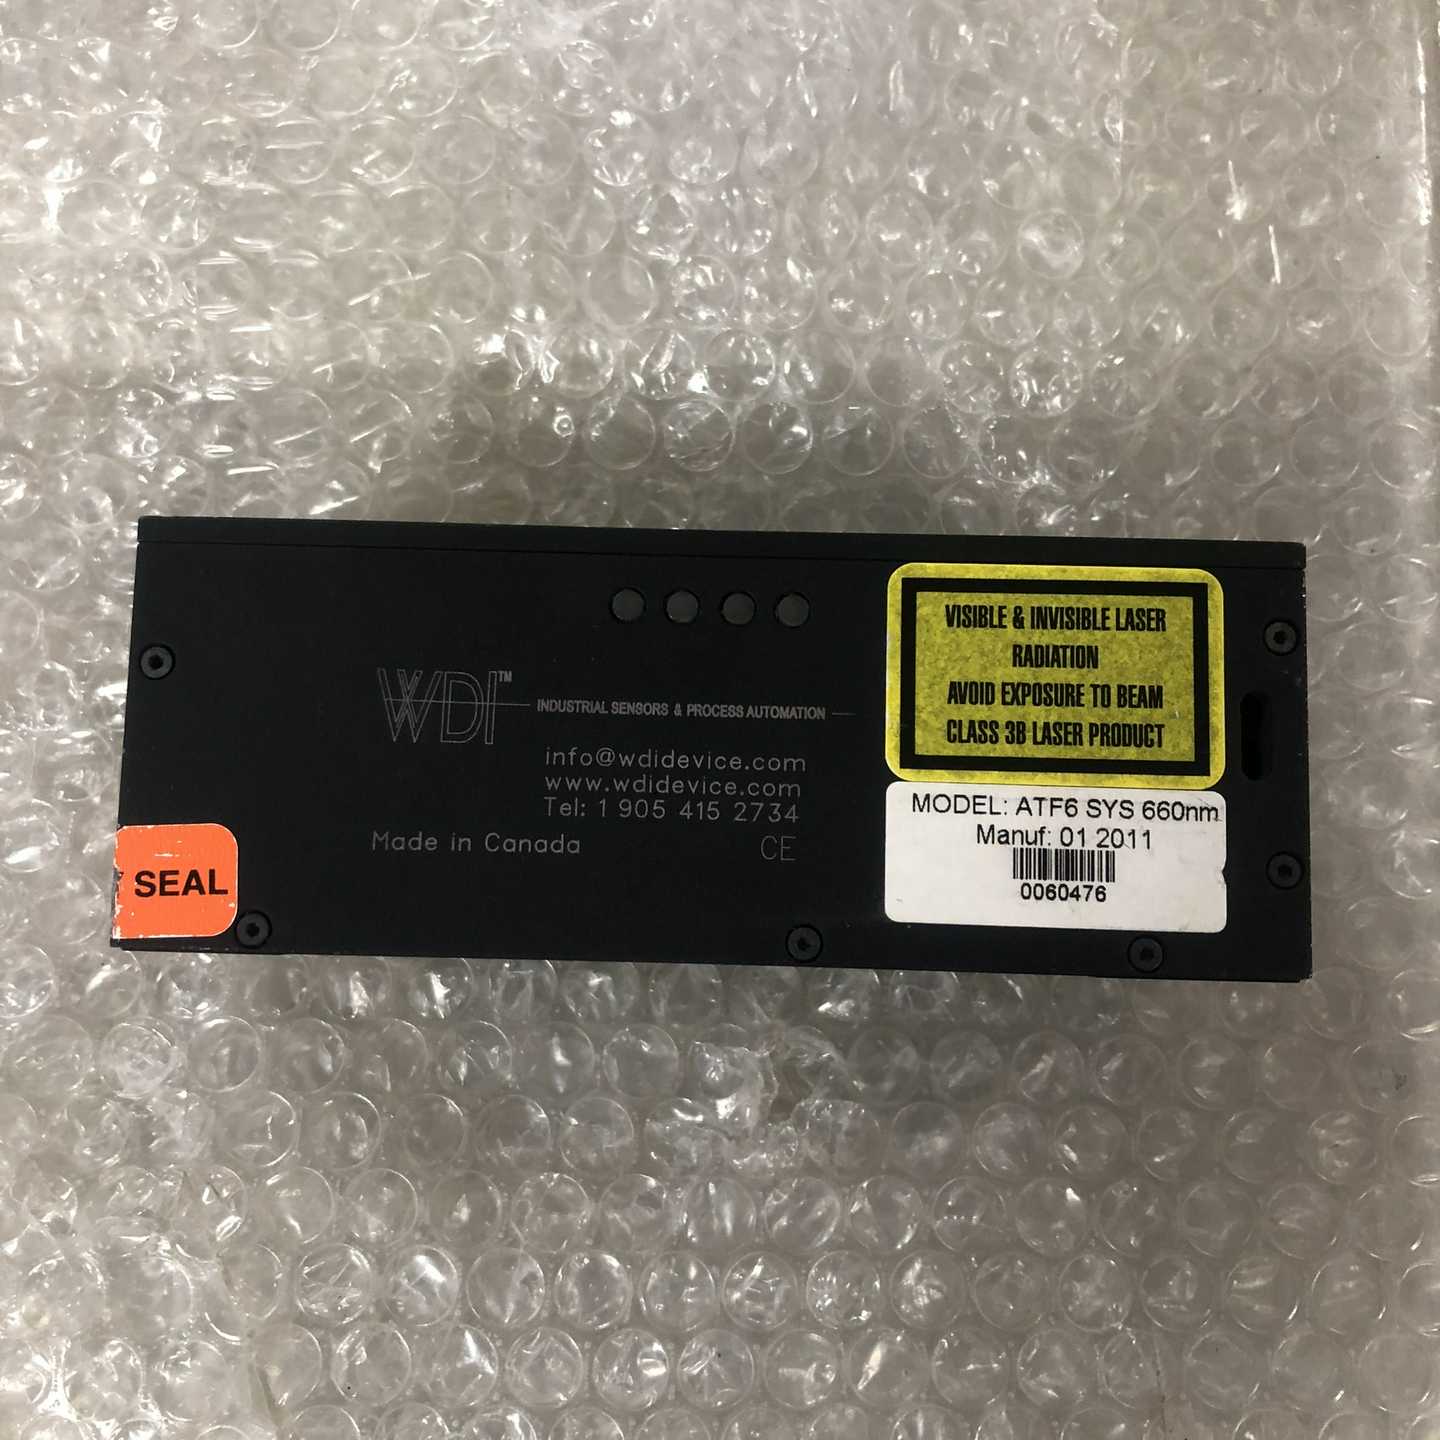 WDI™
INDUSTRIAL SENSORS & PROCESS AUTOMATION
info@wdidevice.com
www.wdidevice.com
Tel: 1 905 415 2734
Made in Canada
CE
SEAL
VISIBLE & INVISIBLE LASER
RADIATION
AVOID EXPOSURE TO BEAM
CLASS 3B LASER PRODUCT
MODEL: ATF6 SYS 660nm
Manuf: 01 2011
0060476